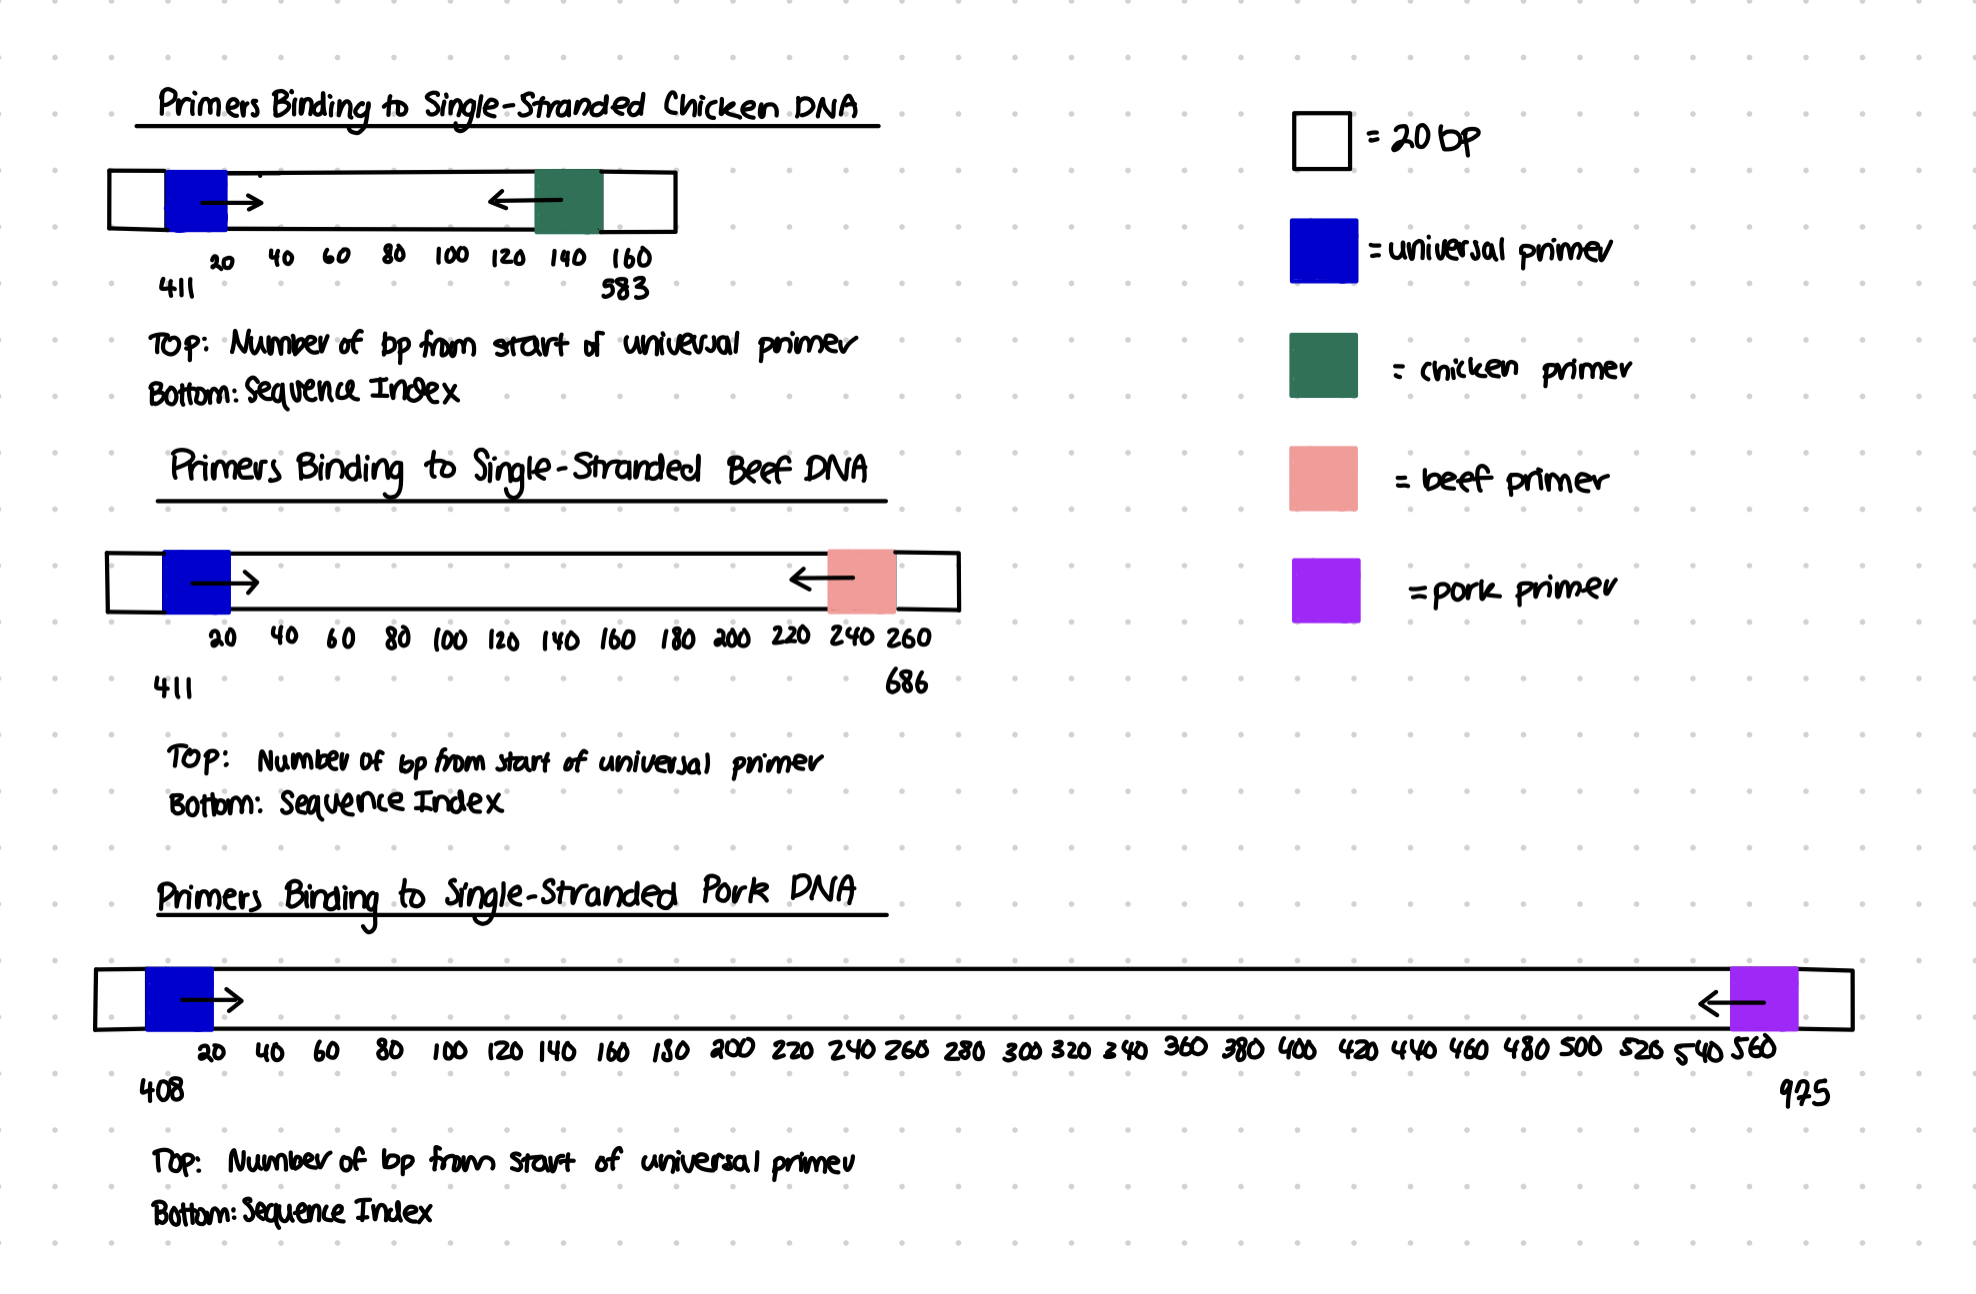 Primers Binding to Single-Stranded Chicken DNA
20 40 60 80 100 120 140 160
411 583
Top: Number of bp from start of universal primer
Bottom: Sequence Index
Primers Binding to Single-Stranded Beef DNA
20 40 60 80 100 120 140 160 180 200 220 240 260
411 686
Top: Number of bp from start of universal primer
Bottom: Sequence Index
Primers Binding to Single-Stranded Pork DNA
20 40 60 80 100 120 140 160 180 200 220 240 260 280 300 320 340 360 380 400 420 440 460 480 500 520 540 560
408 975
Top: Number of bp from start of universal primer
Bottom: Sequence Index
= 20 bp
= universal primer
= chicken primer
= beef primer
= pork primer